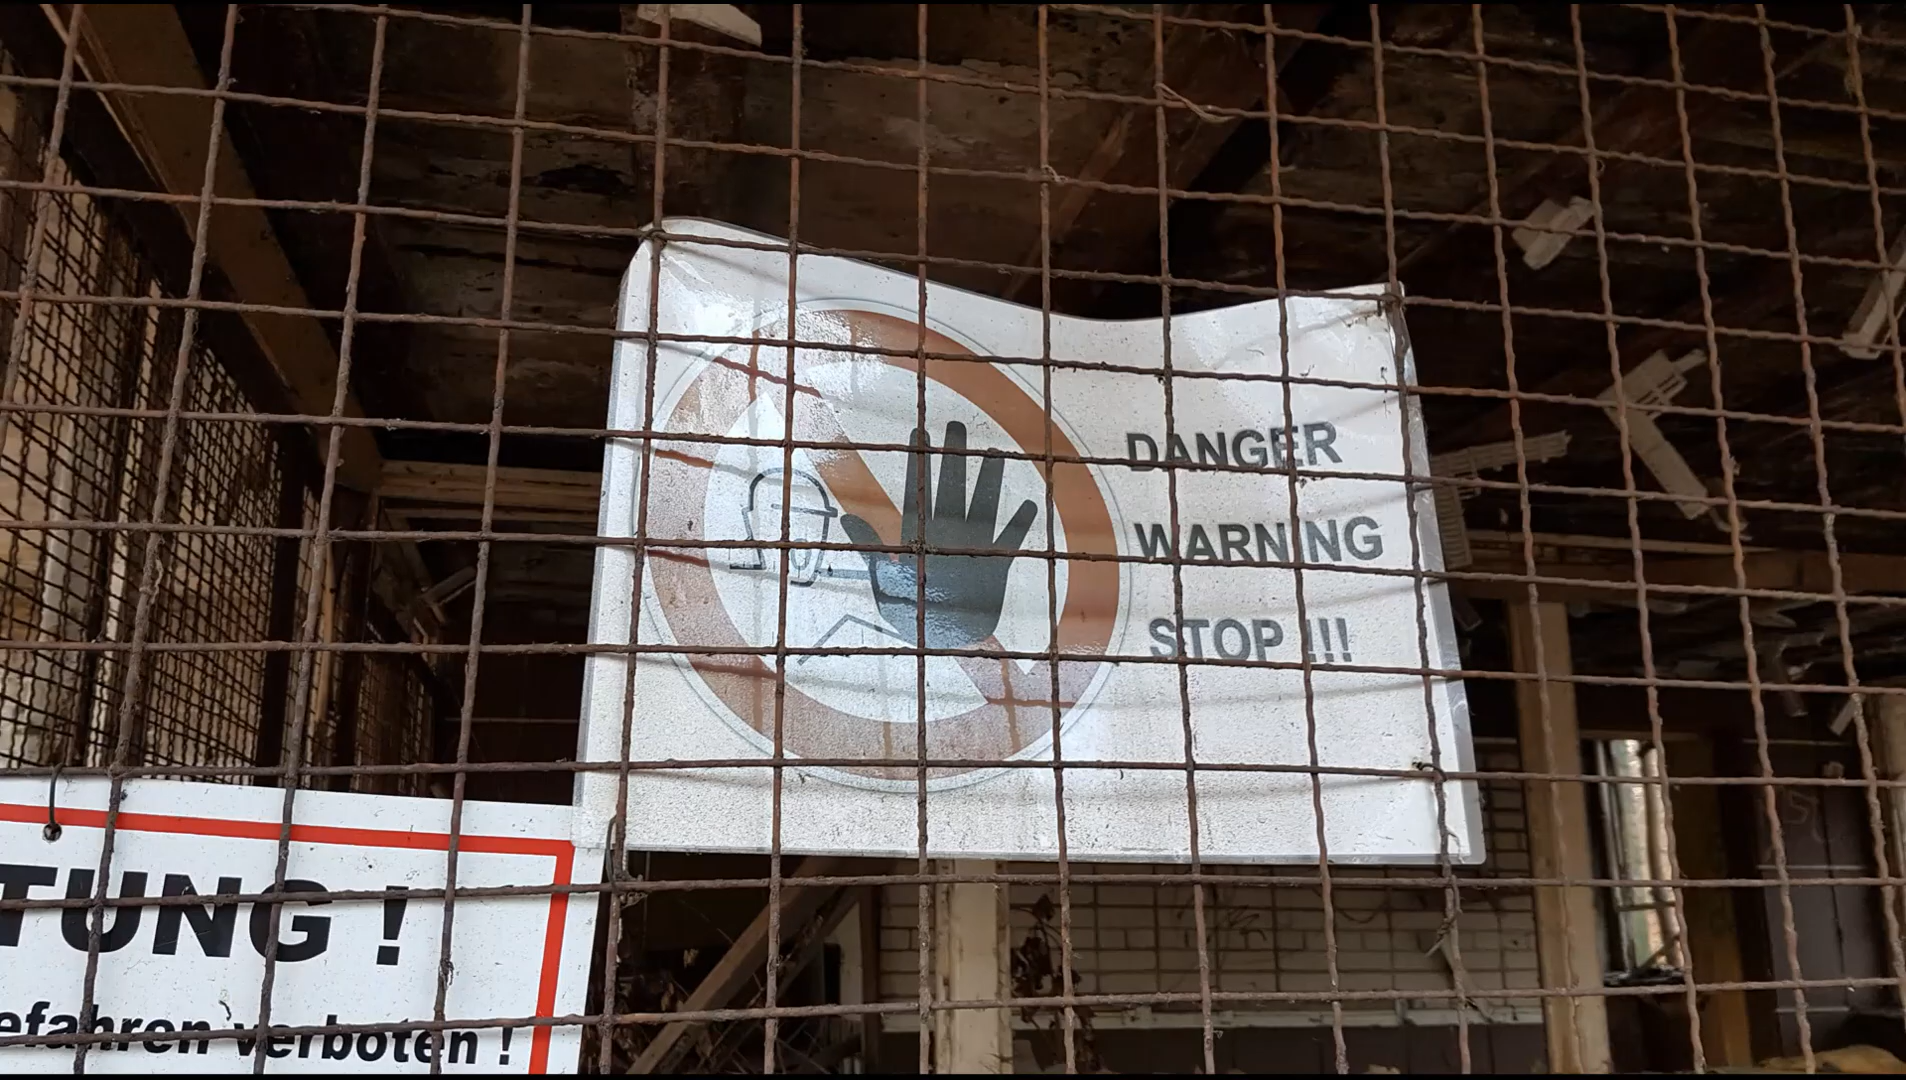 DANGER
WARNING
STOP !!!
TUNG !
efahren verboten !